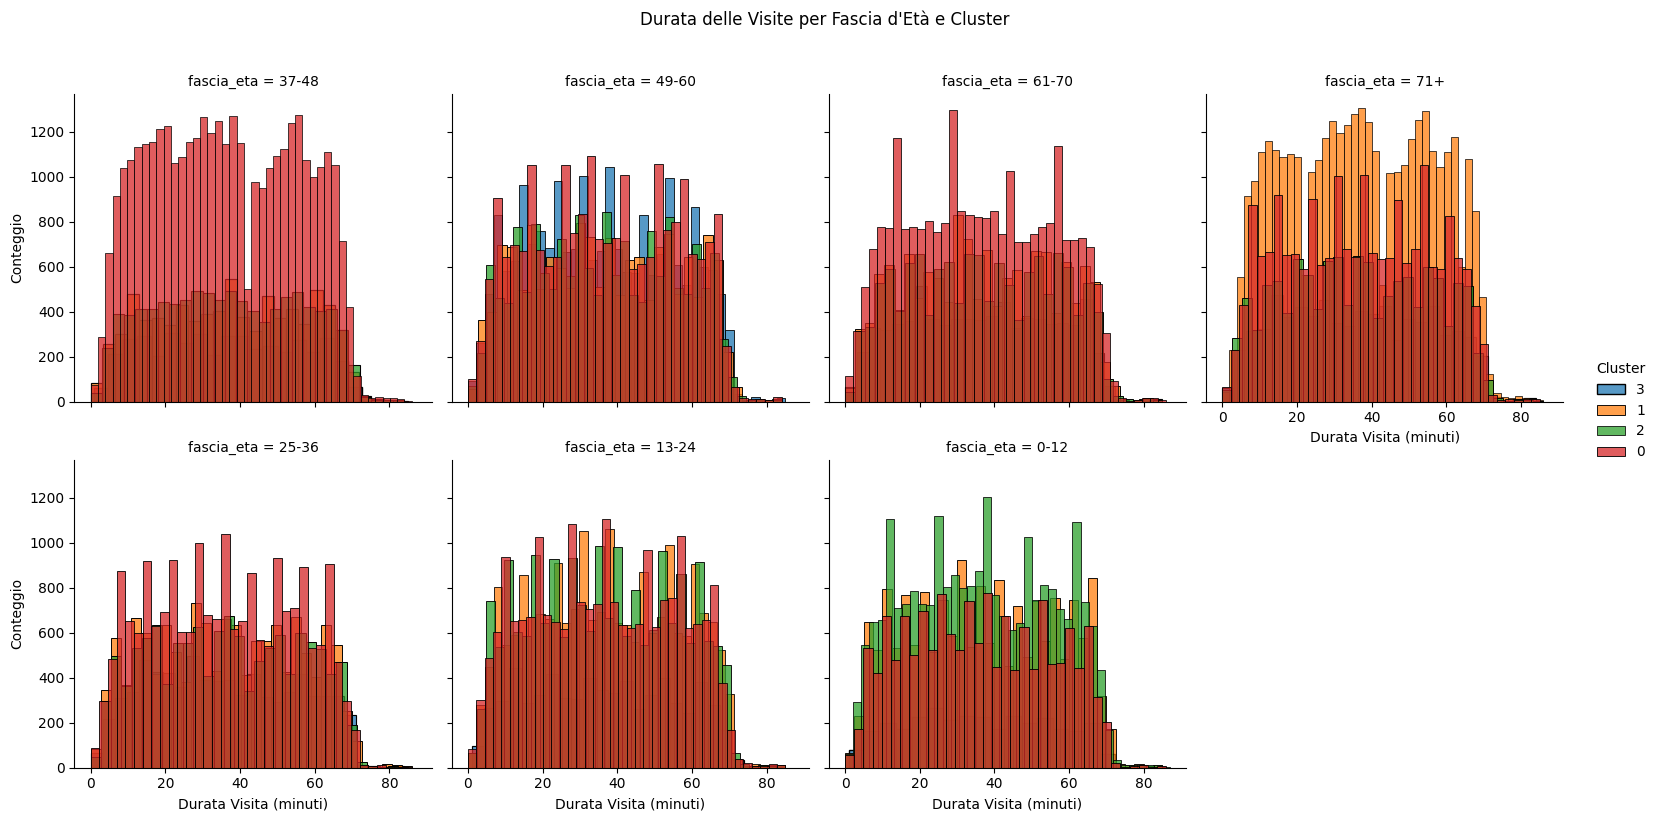 Durata delle Visite per Fascia d'Età e Cluster
fascia_eta = 37-48
fascia_eta = 49-60
fascia_eta = 61-70
fascia_eta = 71+
1200
1000
800
600
400
200
0
Conteggio
0 20 40 60 80
Durata Visita (minuti)
Cluster
3
1
2
0
fascia_eta = 25-36
fascia_eta = 13-24
fascia_eta = 0-12
1200
1000
800
600
400
200
0
Conteggio
0 20 40 60 80
0 20 40 60 80
0 20 40 60 80
Durata Visita (minuti)
Durata Visita (minuti)
Durata Visita (minuti)